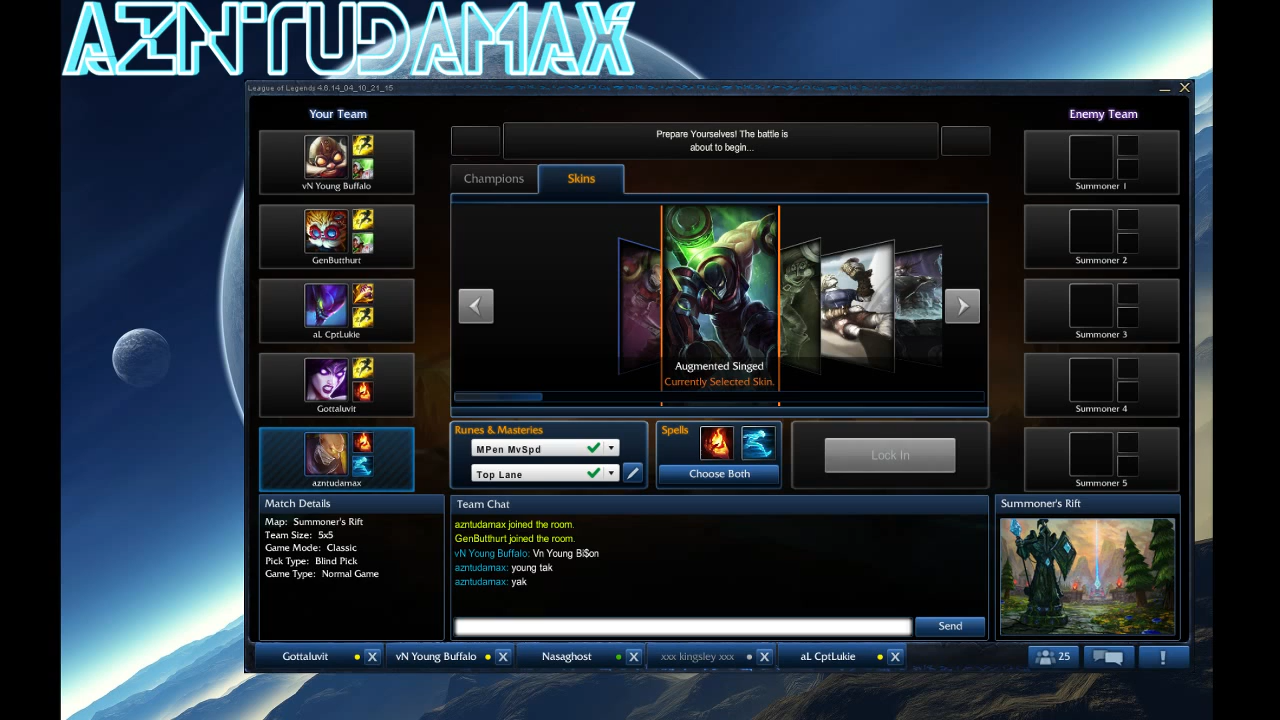 AZNTUDAMAX
League of Legends 4.6.14_04_10_21_15
Your Team
Enemy Team
Prepare Yourselves! The battle is
about to begin...
Champions
Skins
vN Young Buffalo
GenButthurt
aL CptLukie
Gottaluvit
azntudamax
Summoner 1
Summoner 2
Summoner 3
Summoner 4
Summoner 5
Augmented Singed
Currently Selected Skin.
Runes & Masteries
MPen MvSpd
Top Lane
Spells
Choose Both
Lock In
Match Details
Map: Summoner's Rift
Team Size: 5x5
Game Mode: Classic
Pick Type: Blind Pick
Game Type: Normal Game
Team Chat
azntudamax joined the room.
GenButthurt joined the room.
vN Young Buffalo: Vn Young Bi$on
azntudamax: young tak
azntudamax: yak
Send
Summoner's Rift
Gottaluvit
vN Young Buffalo
Nasaghost
xxx kingsley xxx
aL CptLukie
25
!